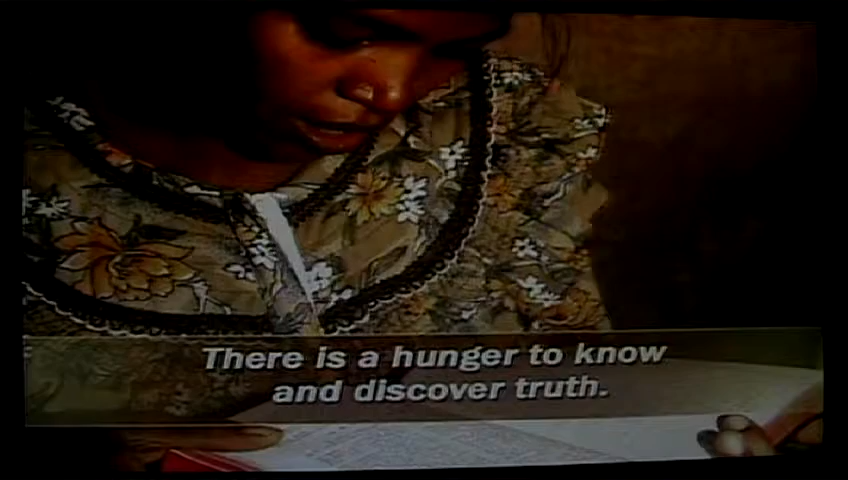 There is a hunger to know
and discover truth.